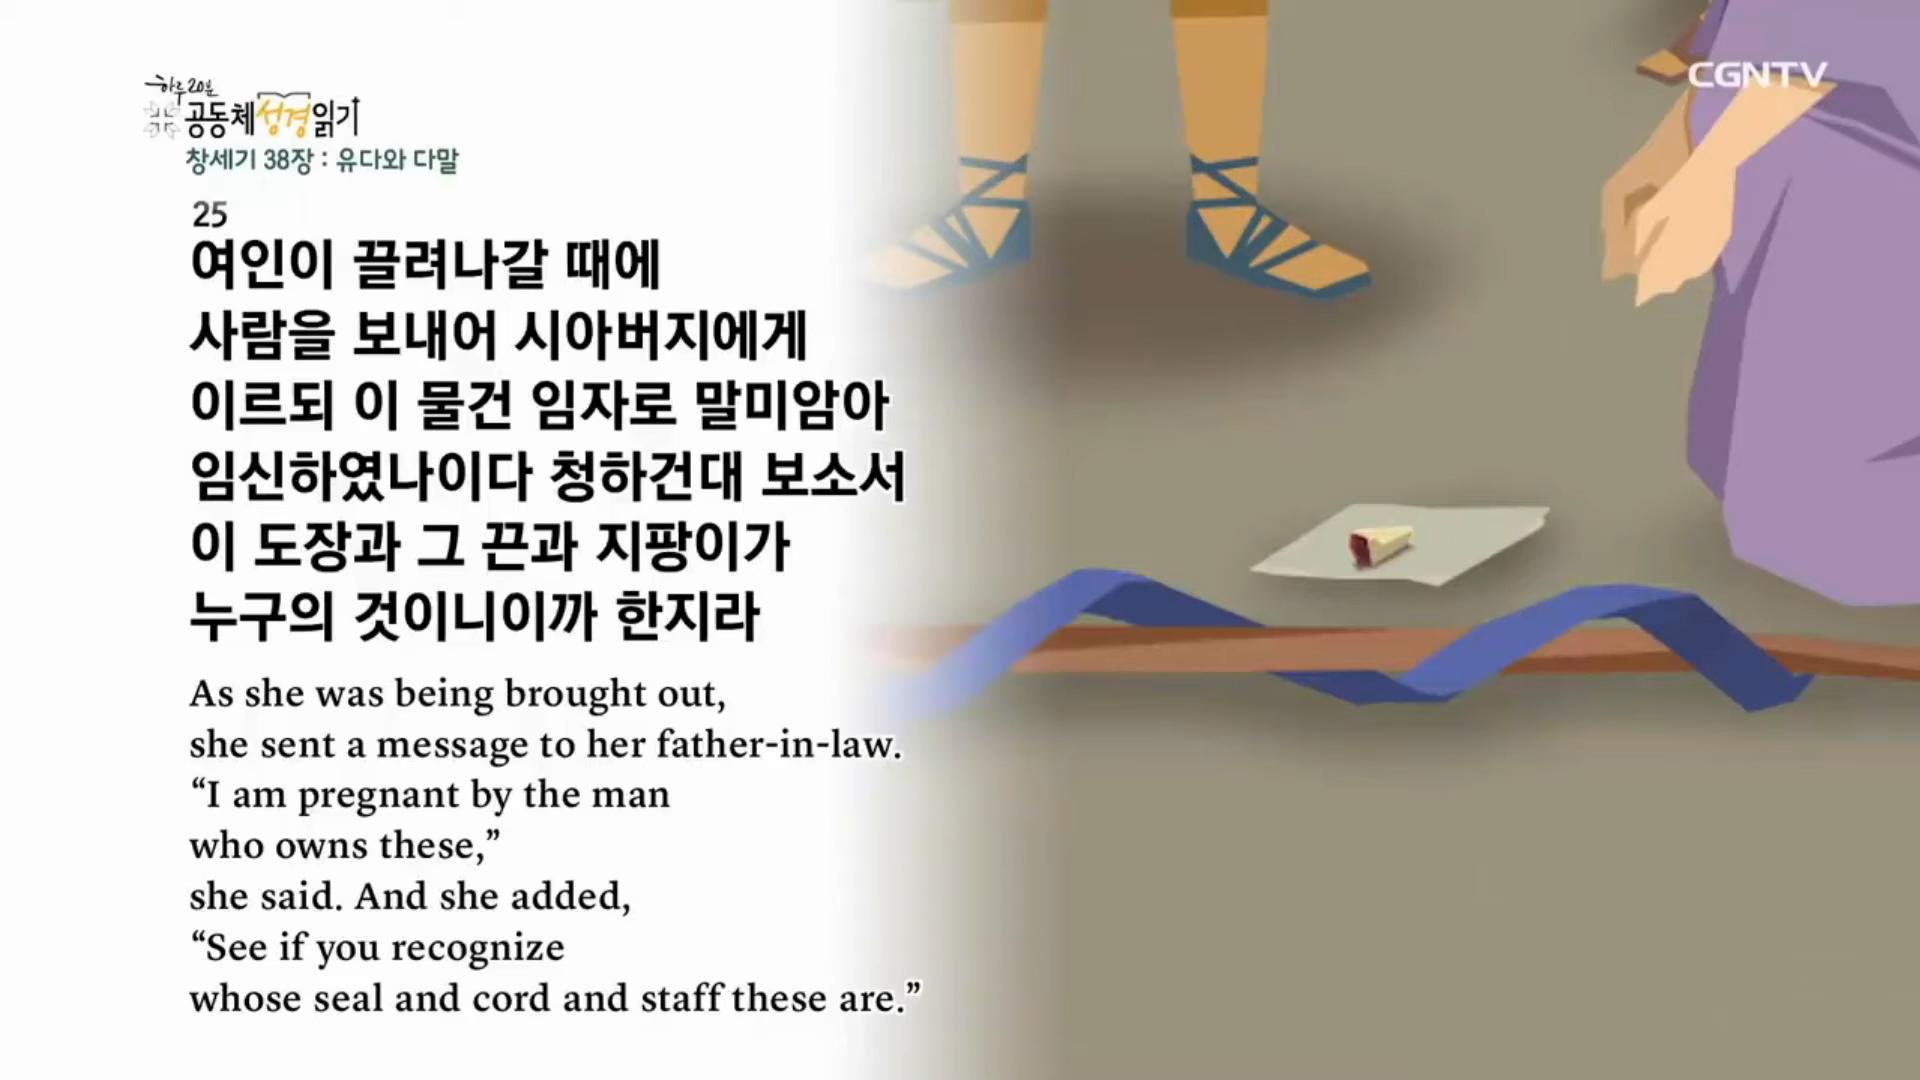 하루 20분
공동체성경읽기
창세기 38장 : 유다와 다말
CGNTV
25
여인이 끌려나갈 때에
사람을 보내어 시아버지에게
이르되 이 물건 임자로 말미암아
임신하였나이다 청하건대 보소서
이 도장과 그 끈과 지팡이가
누구의 것이니이까 한지라
As she was being brought out,
she sent a message to her father-in-law.
“I am pregnant by the man
who owns these,”
she said. And she added,
“See if you recognize
whose seal and cord and staff these are.”